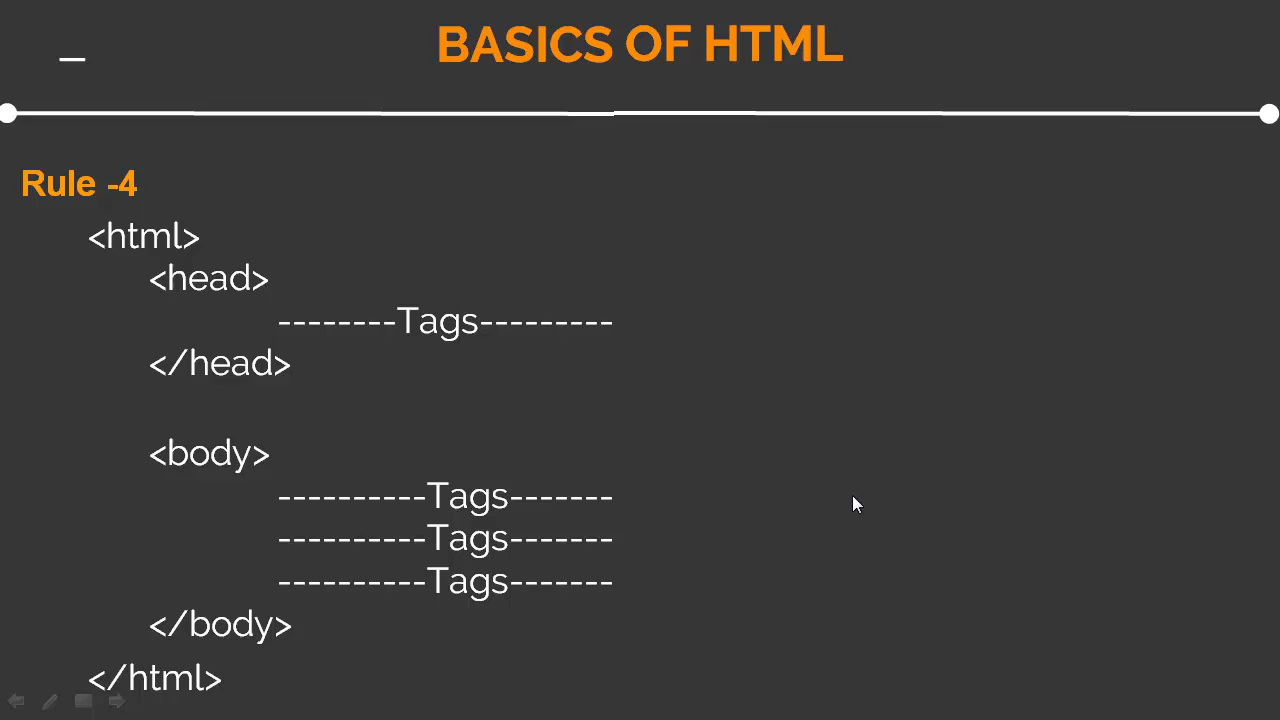 BASICS OF HTML
Rule -4
<html>
<head>
--------Tags---------
</head>
<body>
----------Tags-------
----------Tags-------
----------Tags-------
</body>
</html>